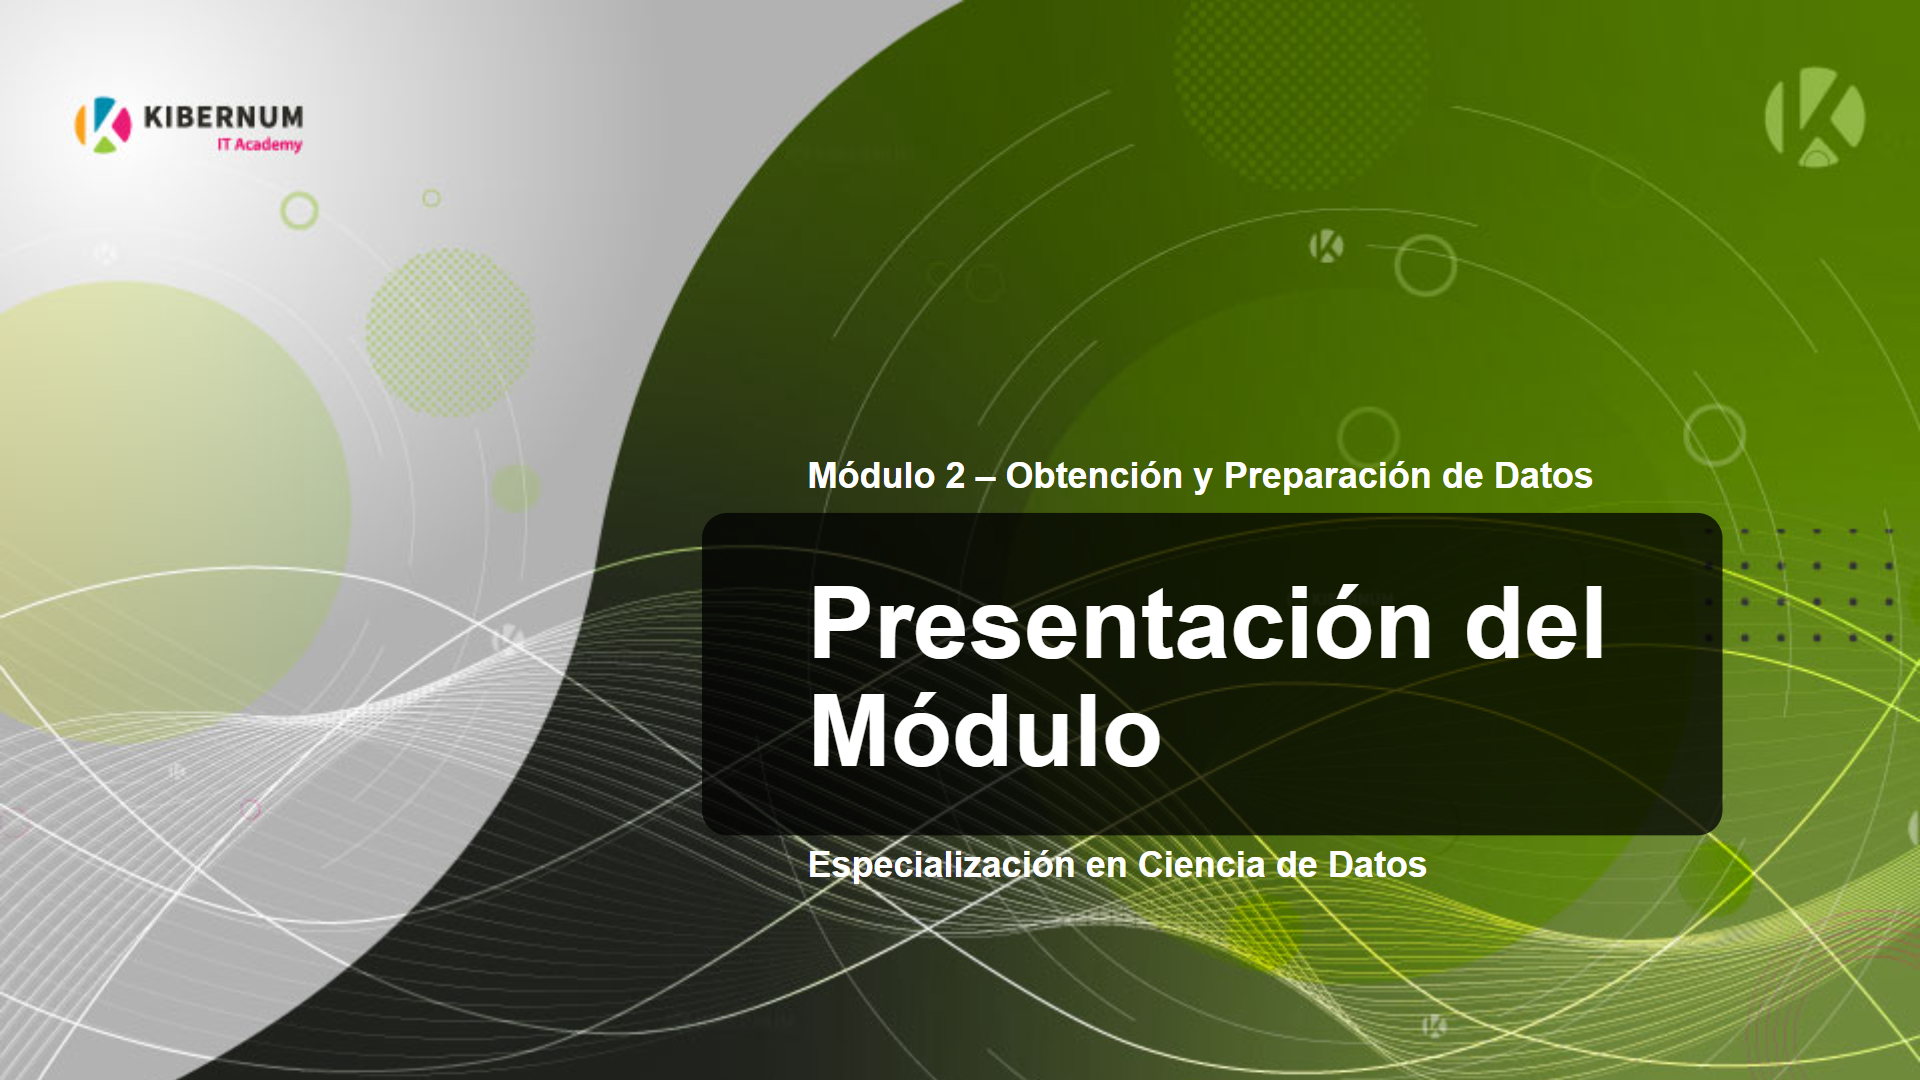 KIBERNUM
IT Academy
Módulo 2 – Obtención y Preparación de Datos
Presentación del
Módulo
Especialización en Ciencia de Datos